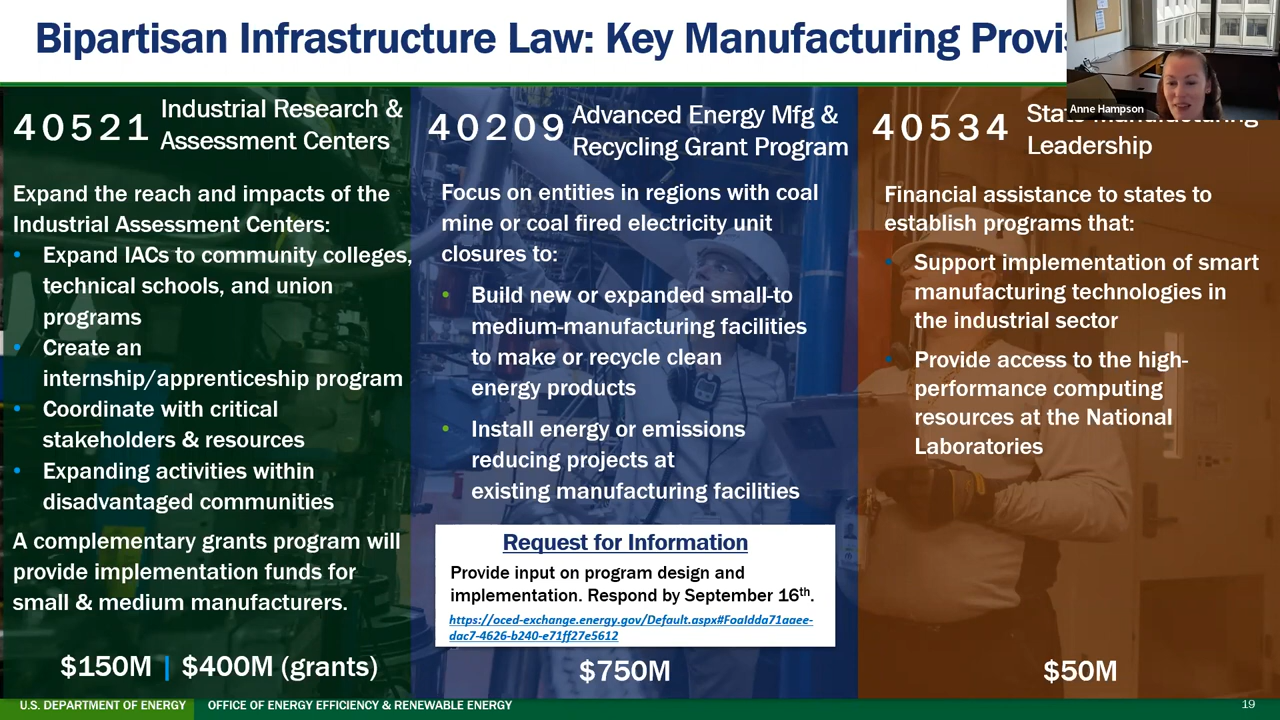 Bipartisan Infrastructure Law: Key Manufacturing
Anne Hampson
40521
Industrial Research &
Assessment Centers
Expand the reach and impacts of the
Industrial Assessment Centers:
• Expand IACs to community colleges,
technical schools, and union
programs
• Create an
internship/apprenticeship program
• Coordinate with critical
stakeholders & resources
• Expanding activities within
disadvantaged communities
A complementary grants program will
provide implementation funds for
small & medium manufacturers.
$150M | $400M (grants)
40209
Advanced Energy Mfg &
Recycling Grant Program
Focus on entities in regions with coal
mine or coal fired electricity unit
closures to:
• Build new or expanded small-to
medium-manufacturing facilities
to make or recycle clean
energy products
• Install energy or emissions
reducing projects at
existing manufacturing facilities
Request for Information
Provide input on program design and
implementation. Respond by September 16th.
https://oced-exchange.energy.gov/Default.aspx#FoaIdda71aaee-
dac7-4626-b240-e71ff27e5612
$750M
40534
State Manufacturing
Leadership
Financial assistance to states to
establish programs that:
• Support implementation of smart
manufacturing technologies in
the industrial sector
• Provide access to the high-
performance computing
resources at the National
Laboratories
$50M
U.S. DEPARTMENT OF ENERGY OFFICE OF ENERGY EFFICIENCY & RENEWABLE ENERGY
19